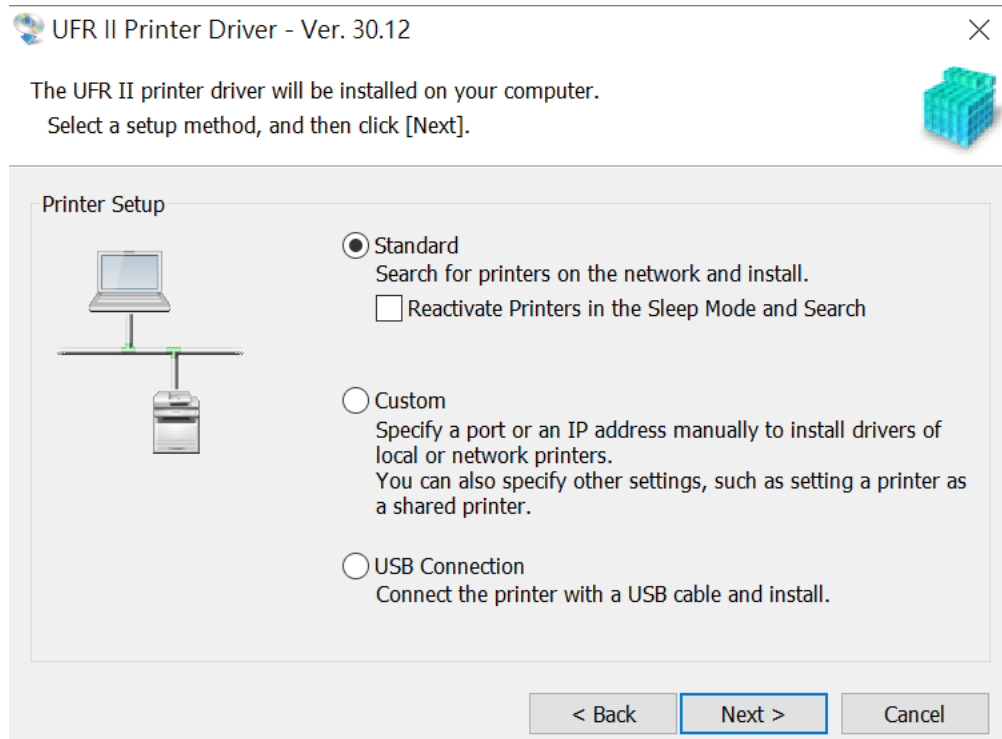 UFR II Printer Driver - Ver. 30.12
The UFR II printer driver will be installed on your computer.
Select a setup method, and then click [Next].
Printer Setup
Standard
Search for printers on the network and install.
Reactivate Printers in the Sleep Mode and Search
Custom
Specify a port or an IP address manually to install drivers of
local or network printers.
You can also specify other settings, such as setting a printer as
a shared printer.
USB Connection
Connect the printer with a USB cable and install.
< Back
Next >
Cancel